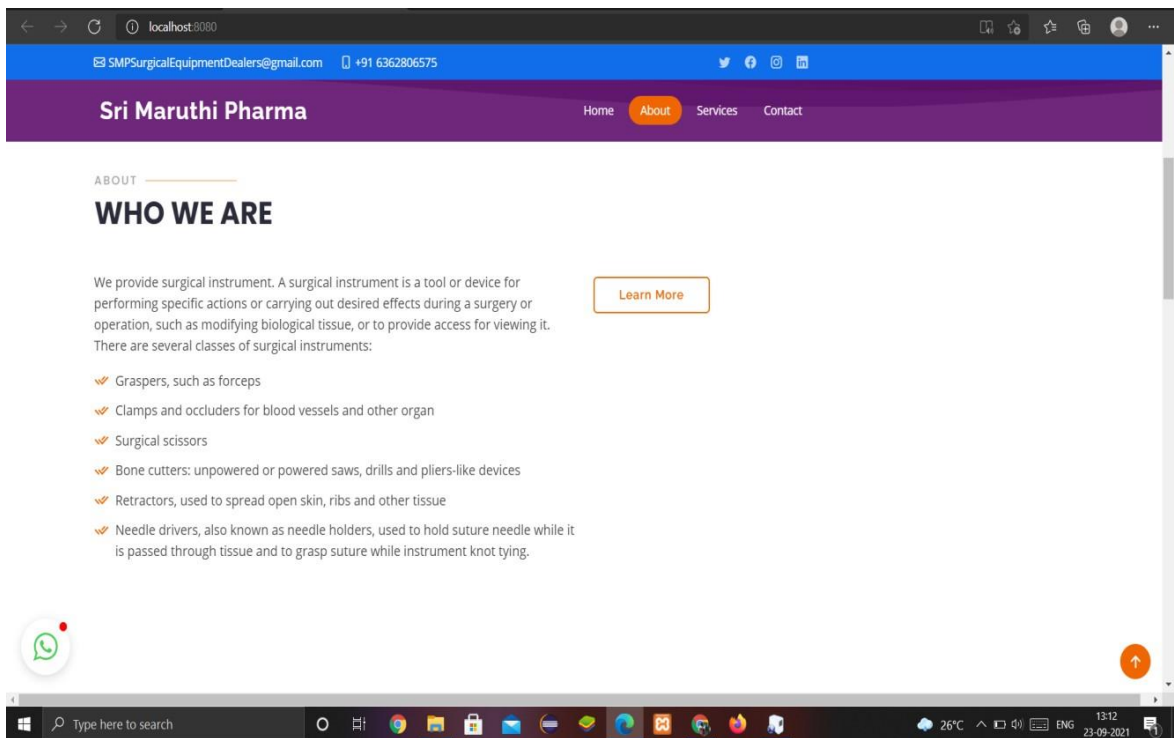 localhost:8080
SMPSurgicalEquipmentDealers@gmail.com +91 6362806575
Sri Maruthi Pharma
Home About Services Contact
ABOUT
WHO WE ARE
We provide surgical instrument. A surgical instrument is a tool or device for
performing specific actions or carrying out desired effects during a surgery or
operation, such as modifying biological tissue, or to provide access for viewing it.
There are several classes of surgical instruments:
Learn More
Graspers, such as forceps
Clamps and occluders for blood vessels and other organ
Surgical scissors
Bone cutters: unpowered or powered saws, drills and pliers-like devices
Retractors, used to spread open skin, ribs and other tissue
Needle drivers, also known as needle holders, used to hold suture needle while it
is passed through tissue and to grasp suture while instrument knot tying.
Type here to search
26°C ENG 13:12
23-09-2021
1